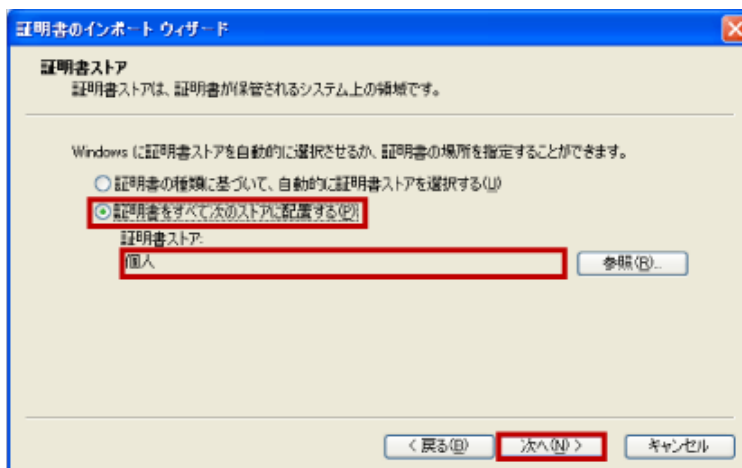 証明書のインポート ウィザード
証明書ストア
証明書ストアは、証明書が保管されるシステム上の領域です。
Windows に証明書ストアを自動的に選択させるか、証明書の場所を指定することができます。
証明書の種類に基づいて、自動的に証明書ストアを選択する(U)
証明書をすべて次のストアに配置する(P)
証明書ストア:
個人
参照(R)...
< 戻る(B)
次へ(N) >
キャンセル